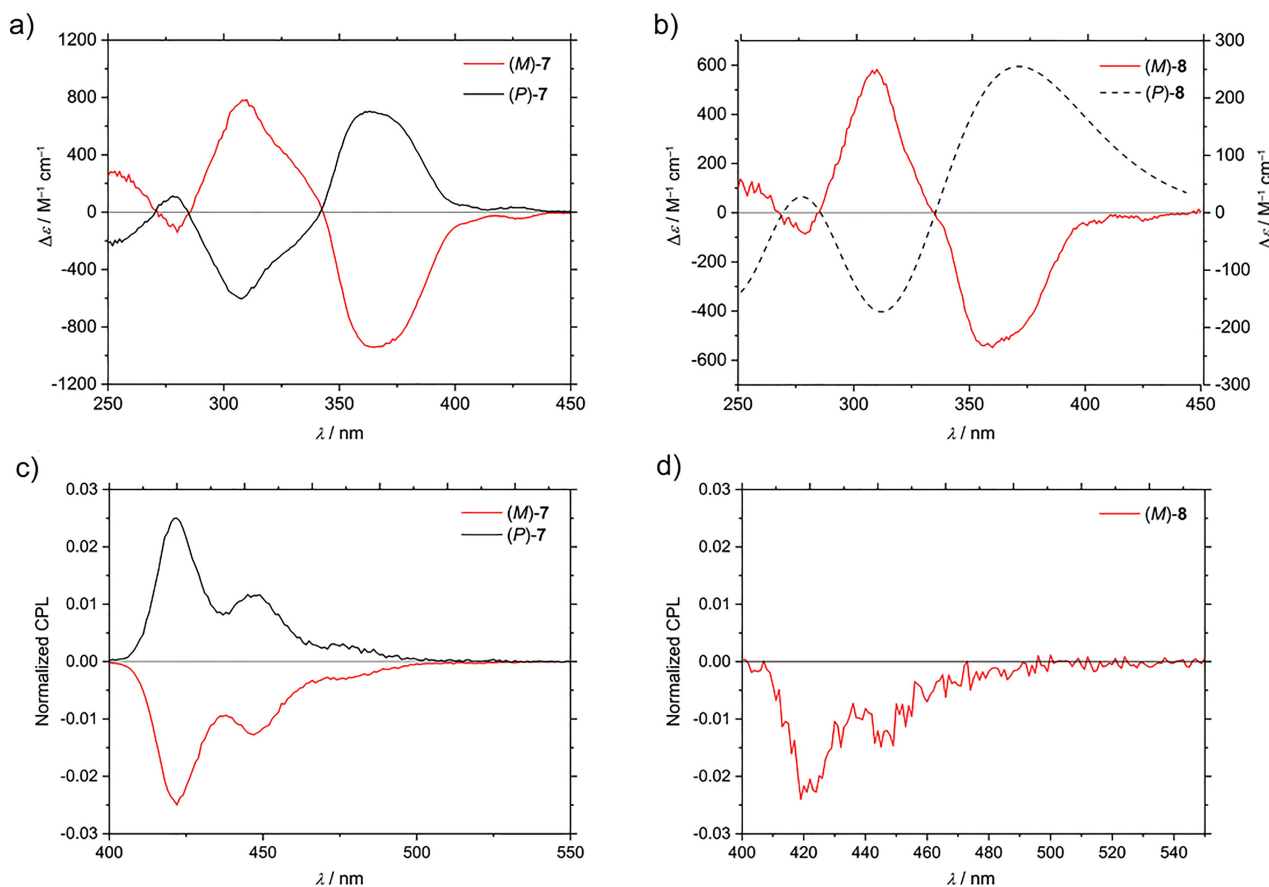 a)
1200
800
400
0
-400
-800
-1200
Δε / M⁻¹ cm⁻¹
(M)-7
(P)-7
250
300
350
400
450
λ / nm
b)
600
400
200
0
-200
-400
-600
Δε / M⁻¹ cm⁻¹
(M)-8
(P)-8
300
200
100
0
-100
-200
-300
Δε / M⁻¹ cm⁻¹
250
300
350
400
450
λ / nm
c)
0.03
0.02
0.01
0.00
-0.01
-0.02
-0.03
Normalized CPL
(M)-7
(P)-7
400
450
500
550
λ / nm
d)
0.03
0.02
0.01
0.00
-0.01
-0.02
-0.03
Normalized CPL
(M)-8
400
420
440
460
480
500
520
540
λ / nm